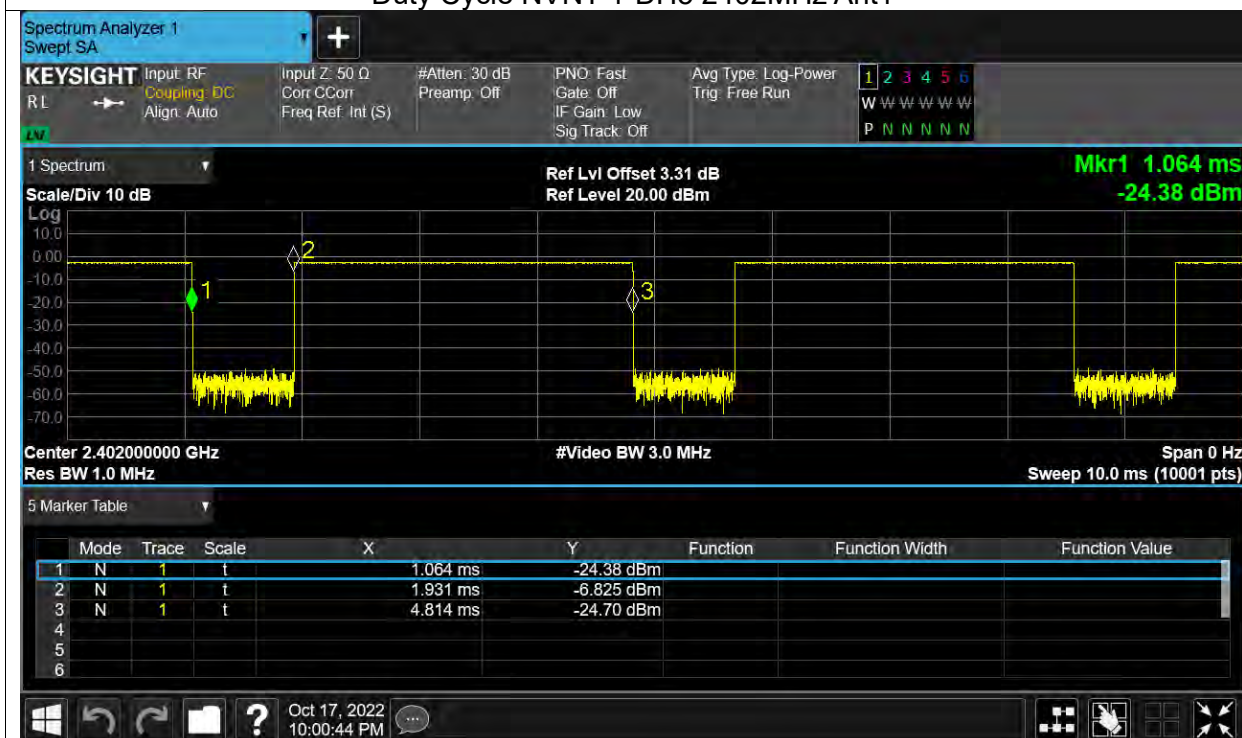 Duty Cycle NVNT 1-DH5 2402MHz Ant1
Spectrum Analyzer 1
Swept SA
+
KEYSIGHT Input: RF Input Z: 50 Ω #Atten: 30 dB PNO: Fast Avg Type: Log-Power 1 2 3 4 5 6
RL Coupling: DC Corr CCorr Preamp: Off Gate: Off Trig: Free Run W W W W W W
Align: Auto Freq Ref: Int (S) IF Gain: Low
Sig Track: Off P N N N N N
1 Spectrum Ref Lvl Offset 3.31 dB Mkr1 1.064 ms
Scale/Div 10 dB Ref Level 20.00 dBm -24.38 dBm
Log
10.0
0.00 2
-10.0
-20.0 1 3
-30.0
-40.0
-50.0
-60.0
-70.0
Center 2.402000000 GHz #Video BW 3.0 MHz Span 0 Hz
Res BW 1.0 MHz Sweep 10.0 ms (10001 pts)
5 Marker Table
Mode Trace Scale X Y Function Function Width Function Value
1 N 1 t 1.064 ms -24.38 dBm
2 N 1 t 1.931 ms -6.825 dBm
3 N 1 t 4.814 ms -24.70 dBm
4
5
6
? Oct 17, 2022
10:00:44 PM